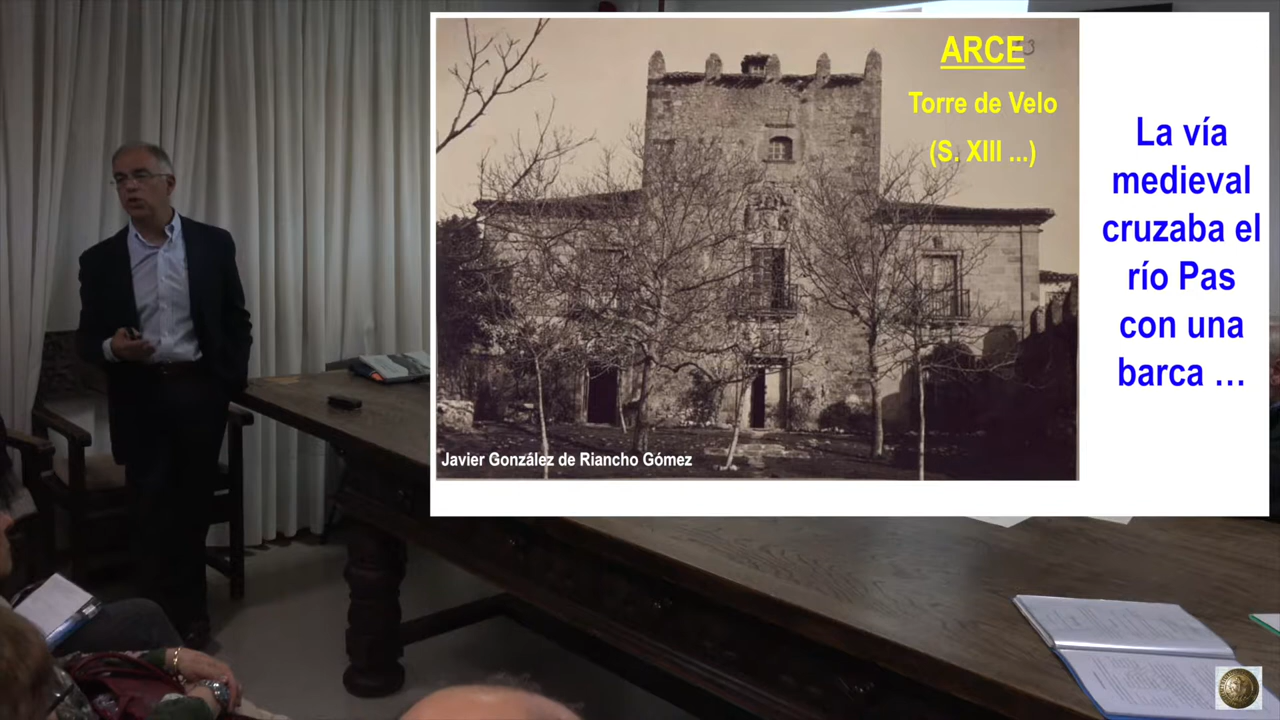 ARCE
Torre de Velo
(S. XIII ...)
La vía
medieval
cruzaba el
río Pas
con una
barca ...
Javier González de Riancho Gómez